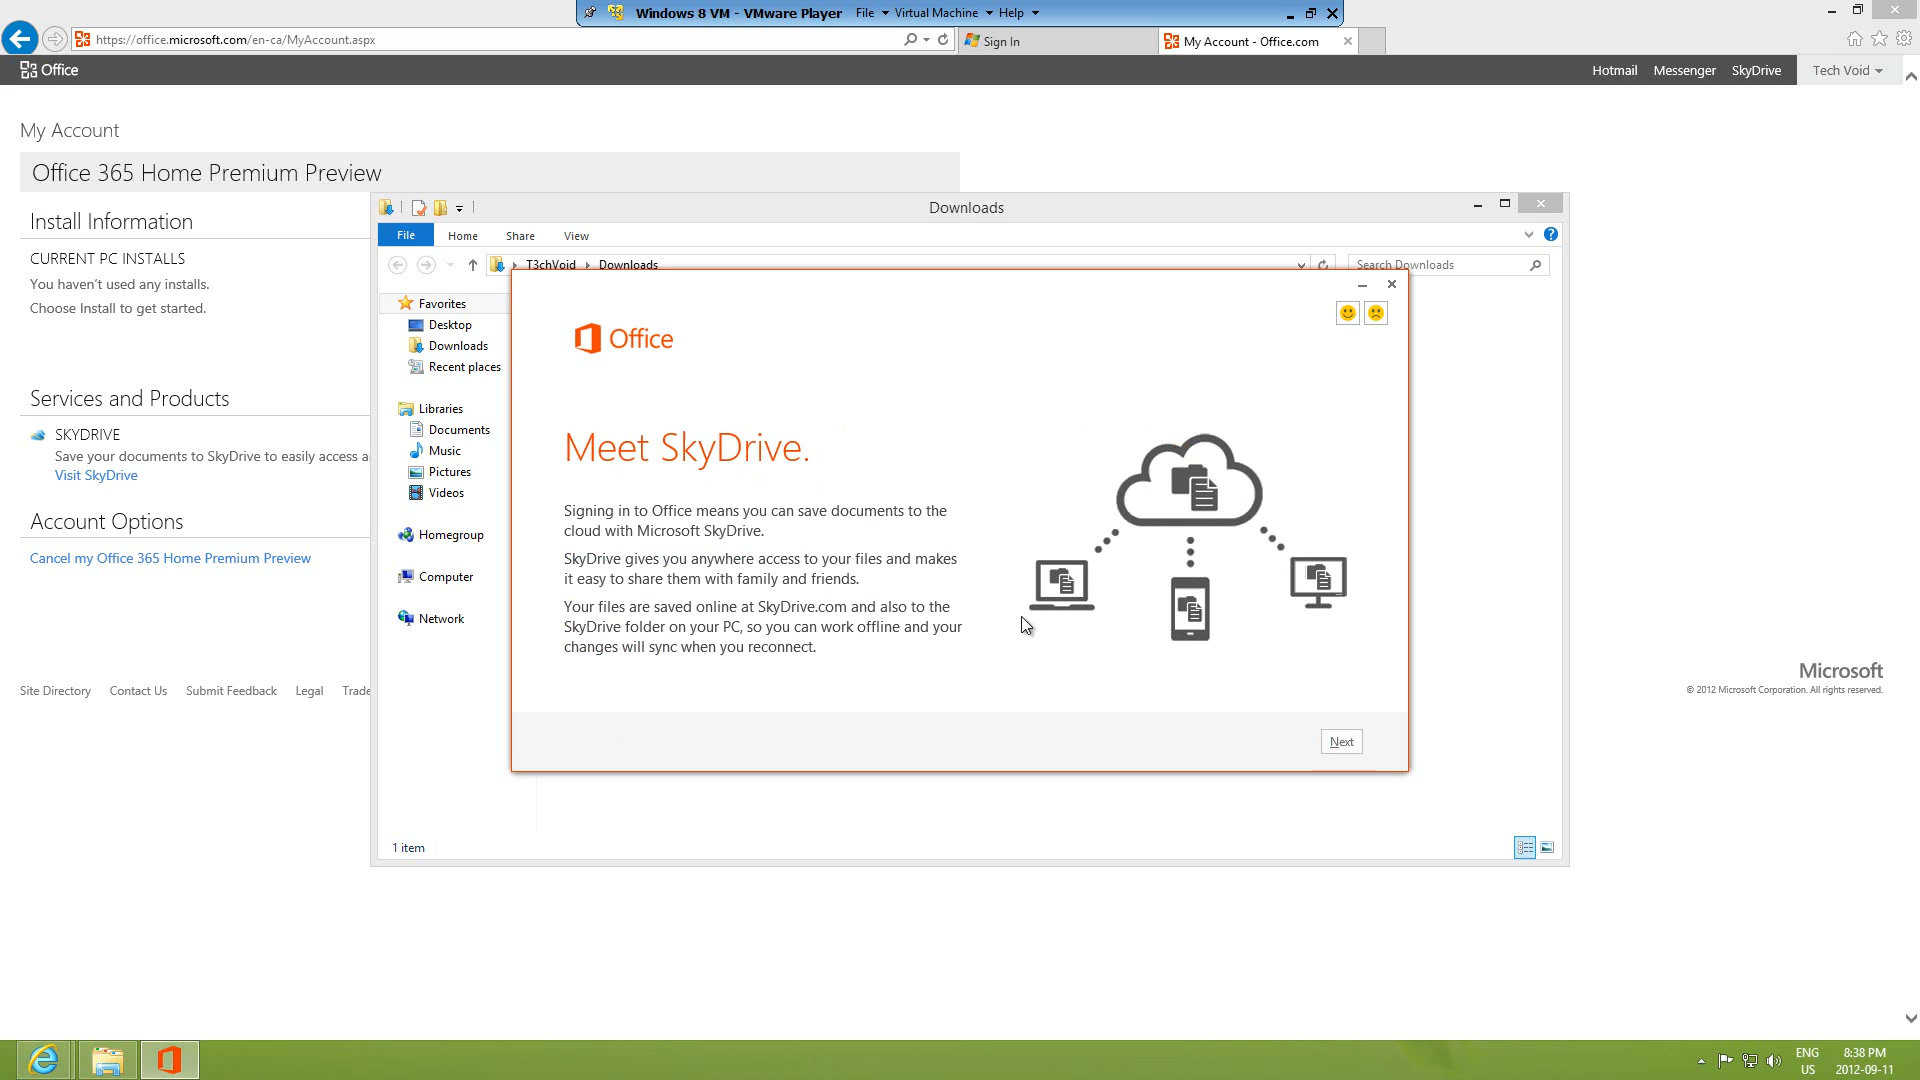 Windows 8 VM - VMware Player File Virtual Machine Help
https://office.microsoft.com/en-ca/MyAccount.aspx
Sign In
My Account - Office.com
Office
Hotmail Messenger SkyDrive Tech Void
My Account
Office 365 Home Premium Preview
Install Information
CURRENT PC INSTALLS
You haven't used any installs.
Choose Install to get started.
Services and Products
SKYDRIVE
Save your documents to SkyDrive to easily access a
Visit SkyDrive
Account Options
Cancel my Office 365 Home Premium Preview
Site Directory Contact Us Submit Feedback Legal Trade
Microsoft
© 2012 Microsoft Corporation. All rights reserved.
Downloads
File Home Share View
T3chVoid Downloads
Search Downloads
Favorites
Desktop
Downloads
Recent places
Libraries
Documents
Music
Pictures
Videos
Homegroup
Computer
Network
1 item
Office
Meet SkyDrive.
Signing in to Office means you can save documents to the
cloud with Microsoft SkyDrive.
SkyDrive gives you anywhere access to your files and makes
it easy to share them with family and friends.
Your files are saved online at SkyDrive.com and also to the
SkyDrive folder on your PC, so you can work offline and your
changes will sync when you reconnect.
Next
ENG
US
8:38 PM
2012-09-11